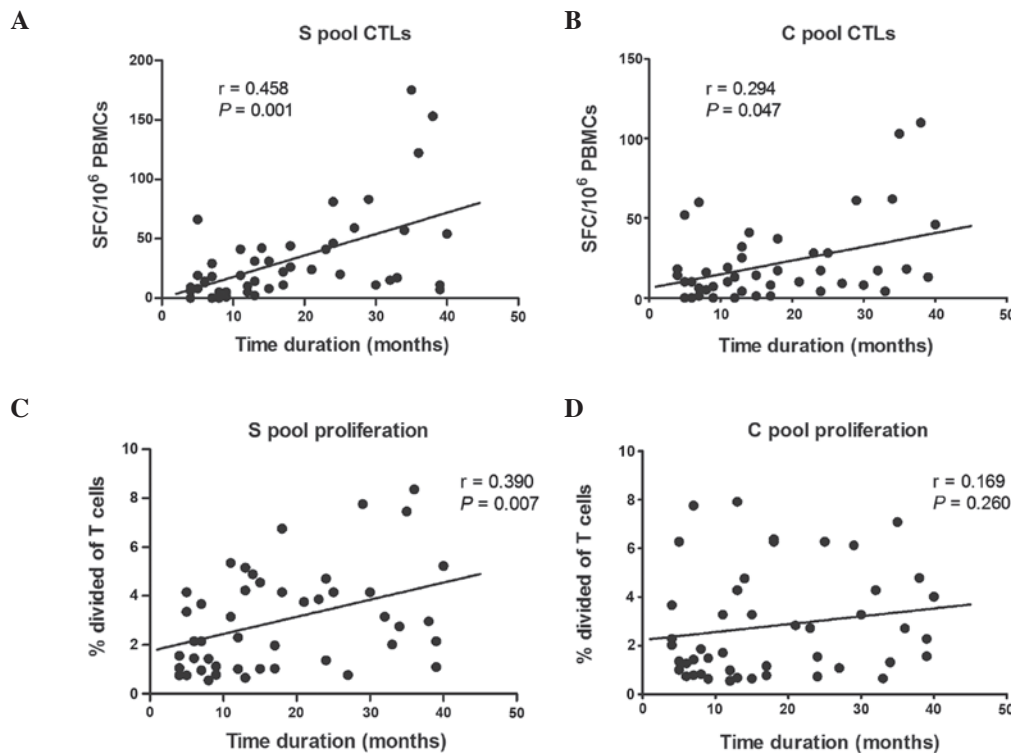 A
S pool CTLs
SFC/10⁶ PBMCs
200
150
100
50
0
r = 0.458
P = 0.001
0 10 20 30 40 50
Time duration (months)
B
C pool CTLs
SFC/10⁶ PBMCs
150
100
50
0
r = 0.294
P = 0.047
0 10 20 30 40 50
Time duration (months)
C
S pool proliferation
% divided of T cells
10
8
6
4
2
0
r = 0.390
P = 0.007
0 10 20 30 40 50
Time duration (months)
D
C pool proliferation
% divided of T cells
10
8
6
4
2
0
r = 0.169
P = 0.260
0 10 20 30 40 50
Time duration (months)